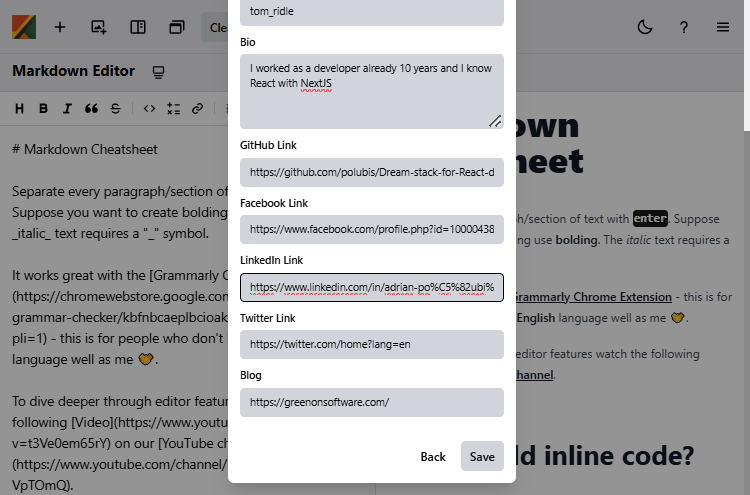 Clea
tom_ridle
Bio
I worked as a developer already 10 years and I know
React with NextJS
GitHub Link
https://github.com/polubis/Dream-stack-for-React-d
Facebook Link
https://www.facebook.com/profile.php?id=10000438
LinkedIn Link
https://www.linkedin.com/in/adrian-po%C5%82ubi%
Twitter Link
https://twitter.com/home?lang=en
Blog
https://greenonsoftware.com/
Back Save
Markdown Editor
H B I S
# Markdown Cheatsheet
Separate every paragraph/section of
Suppose you want to create bolding
_italic_ text requires a "_" symbol.
It works great with the [Grammarly C
(https://chromewebstore.google.com
grammar-checker/kbfnbcaeplbcioak
pli=1) - this is for people who don't
language well as me 🤝.
To dive deeper through editor featur
following [Video](https://www.youtu
v=t3Ve0em65rY) on our [YouTube ch
(https://www.youtube.com/channel/
VpTOmQ).
own
heet
h/section of text with enter. Suppose
ng use bolding. The italic text requires a
Grammarly Chrome Extension - this is for
English language well as me 🤝.
editor features watch the following
hannel.
ld inline code?